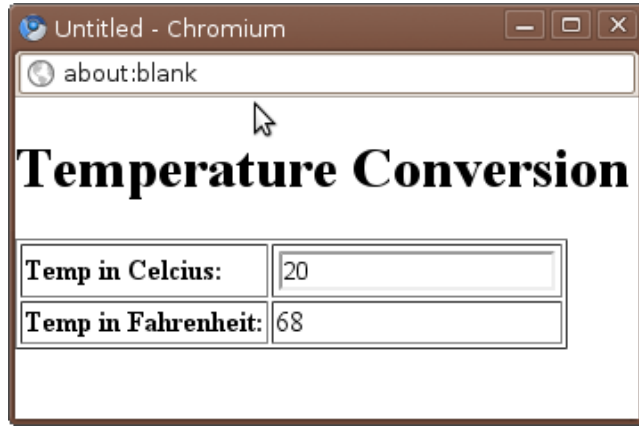 Untitled - Chromium
about:blank
Temperature Conversion
Temp in Celcius: 20
Temp in Fahrenheit: 68